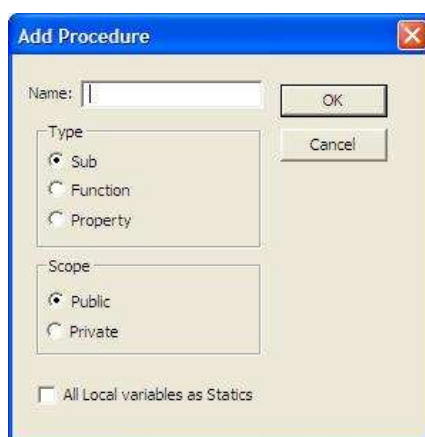 Add Procedure
Name:
OK
Cancel
Type
Sub
Function
Property
Scope
Public
Private
All Local variables as Statics